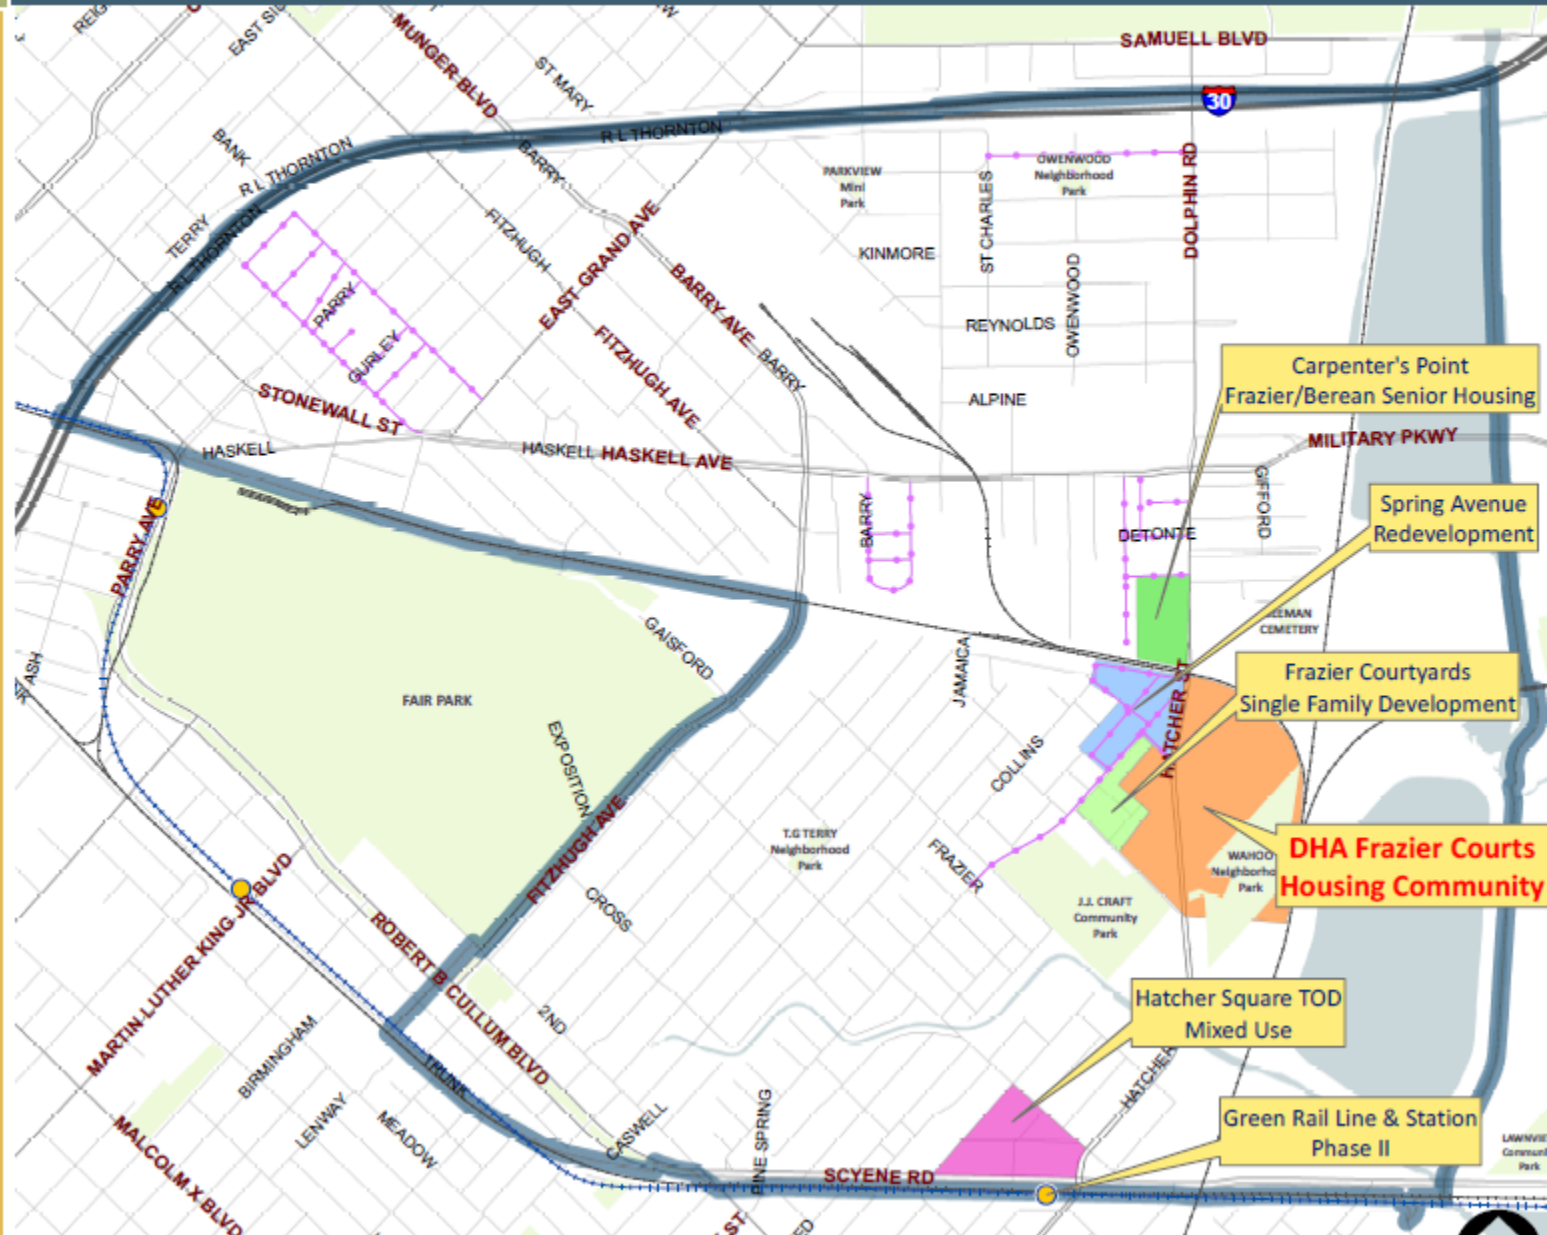 EAST
MUNGER BLVD
ST MARY
SAMUELL BLVD
30
R L THORNTON
BANK
R L THORNTON
BARRY
TERRY
R L THORNTON
PARKVIEW
Mini
Park
OWENWOOD
Neighborhood
Park
ST CHARLES
DOLPHIN RD
FITZHUGH
EAST GRAND AVE
KINMORE
OWENWOOD
PARRY
BARRY AVE
REYNOLDS
GURLEY
FITZHUGH AVE
BARRY
Carpenter's Point
Frazier/Berean Senior Housing
STONEWALL ST
ALPINE
HASKELL
HASKELL
HASKELL AVE
MILITARY PKWY
GIFFORD
Spring Avenue
Redevelopment
PARRY AVE
BARRY
DETONTE
CEMETERY
GAISFORD
JAMAICA
ASH
FAIR PARK
HATCHER ST
Frazier Courtyards
Single Family Development
EXPOSITION
COLLINS
FITZHUGH AVE
T.G TERRY
Neighborhood
Park
FRAZIER
WAHOO
Park
DHA Frazier Courts
Housing Community
J.J. CRAFT
Community
Park
CROSS
MARTIN LUTHER KING JR BLVD
ROBERT B CULLUM BLVD
2ND
Hatcher Square TOD
Mixed Use
BIRMINGHAM
TRUNK
HATCHER
LENWAY
MEADOW
CASWELL
PINE SPRING
Green Rail Line & Station
Phase II
MALCOLM X BLVD
SCYENE RD
Park
ST